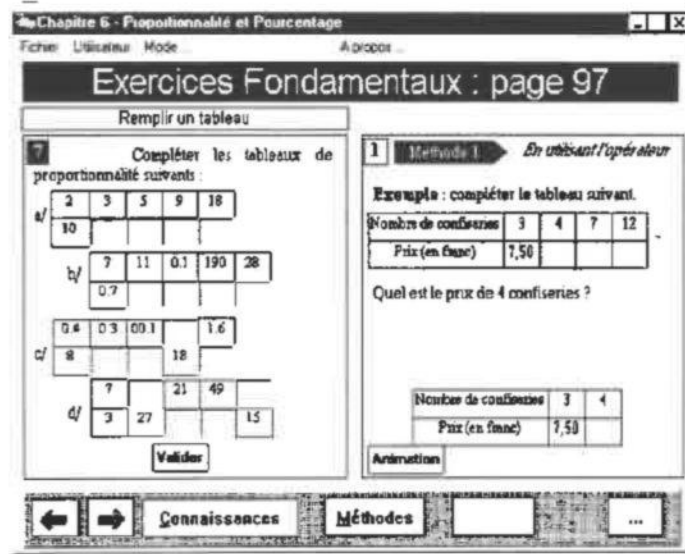 Chapitre 6 - Proportionnalité et Pourcentage
Fichier Utilisateur Mode... A propos ...
Exercices Fondamentaux : page 97
Remplir un tableau
7 Compléter les tableaux de
proportionnalité suivants :
a/ 2 3 5 9 18
10
b/ 7 11 0.1 190 28
0.7
c/ 0.4 0.3 00.1 1.6
8 18
d/ 7 21 49
3 27 15
Valider
1 Méthode 1 En utilisant l'opérateur
Exemple : compléter le tableau suivant.
Nombre de confiseries 3 4 7 12
Prix (en franc) 7,50
Quel est le prix de 4 confiseries ?
Nombre de confiseries 3 4
Prix (en franc) 7,50
Animation
Connaissances Méthodes ...